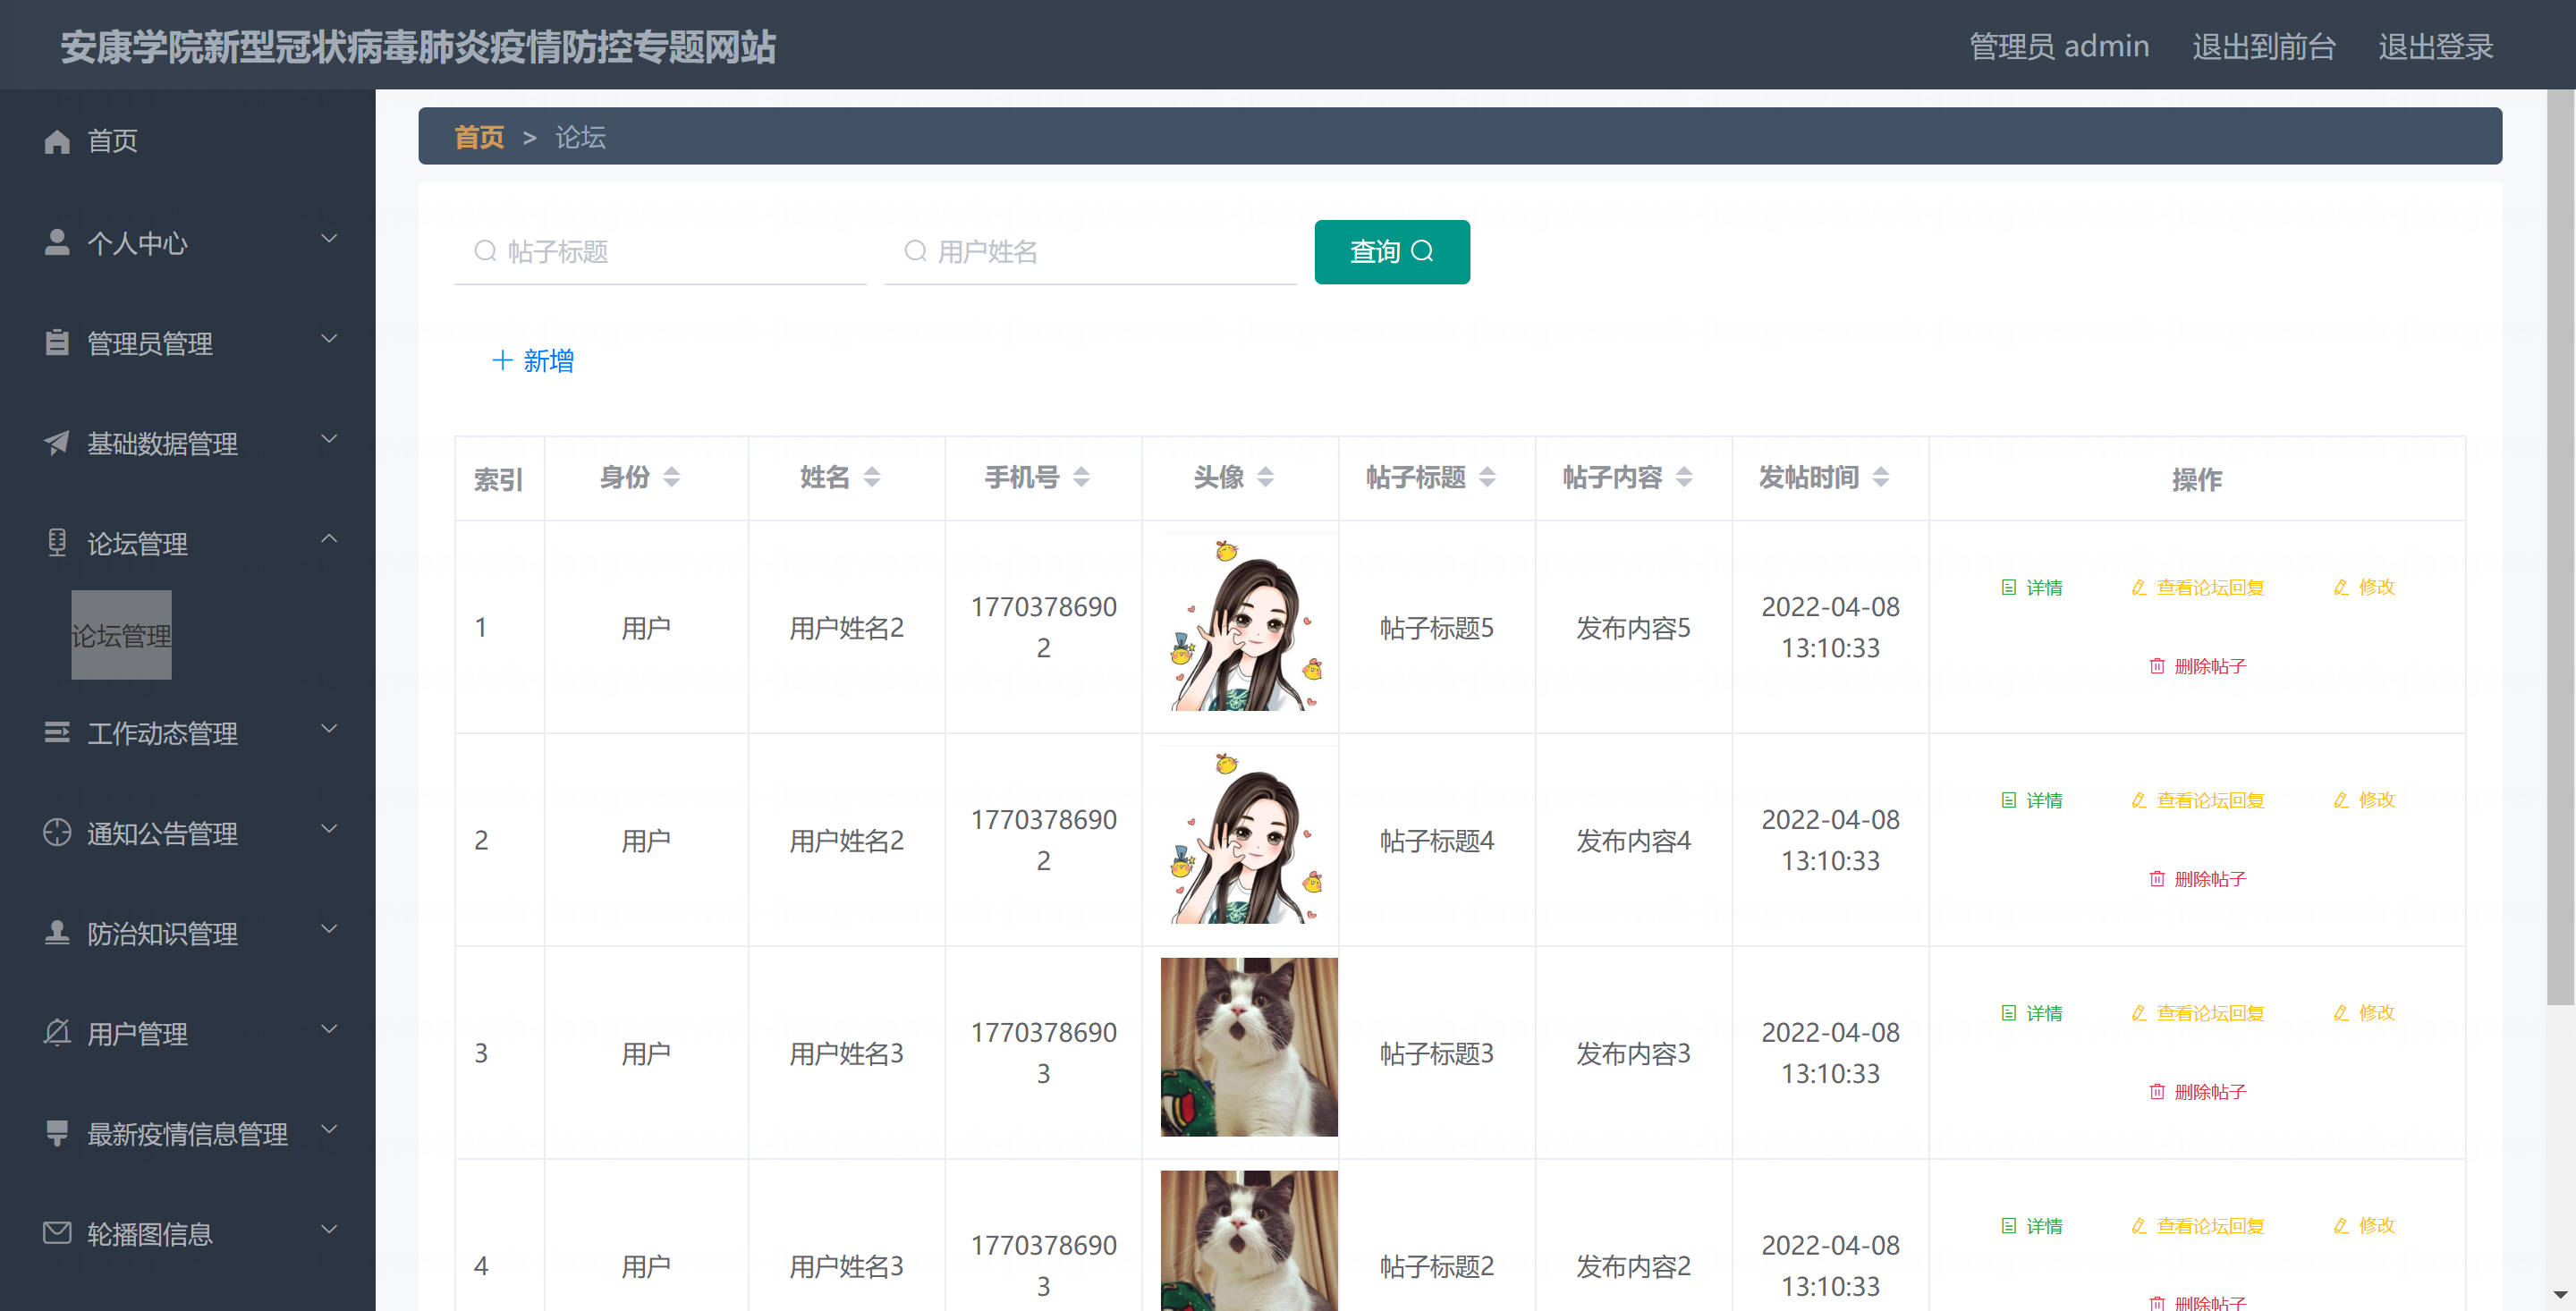 安康学院新型冠状病毒肺炎疫情防控专题网站
管理员 admin 退出到前台 退出登录
首页
个人中心
管理员管理
基础数据管理
论坛管理
论坛管理
工作动态管理
通知公告管理
防治知识管理
用户管理
最新疫情信息管理
轮播图信息
首页 > 论坛
帖子标题 用户姓名 查询
新增
索引 身份 姓名 手机号 头像 帖子标题 帖子内容 发帖时间 操作
1 用户 用户姓名2 1770378690
2 帖子标题5 发布内容5 2022-04-08
13:10:33 详情 查看论坛回复 修改
删除帖子
2 用户 用户姓名2 1770378690
2 帖子标题4 发布内容4 2022-04-08
13:10:33 详情 查看论坛回复 修改
删除帖子
3 用户 用户姓名3 1770378690
3 帖子标题3 发布内容3 2022-04-08
13:10:33 详情 查看论坛回复 修改
删除帖子
4 用户 用户姓名3 1770378690
3 帖子标题2 发布内容2 2022-04-08
13:10:33 详情 查看论坛回复 修改
删除帖子